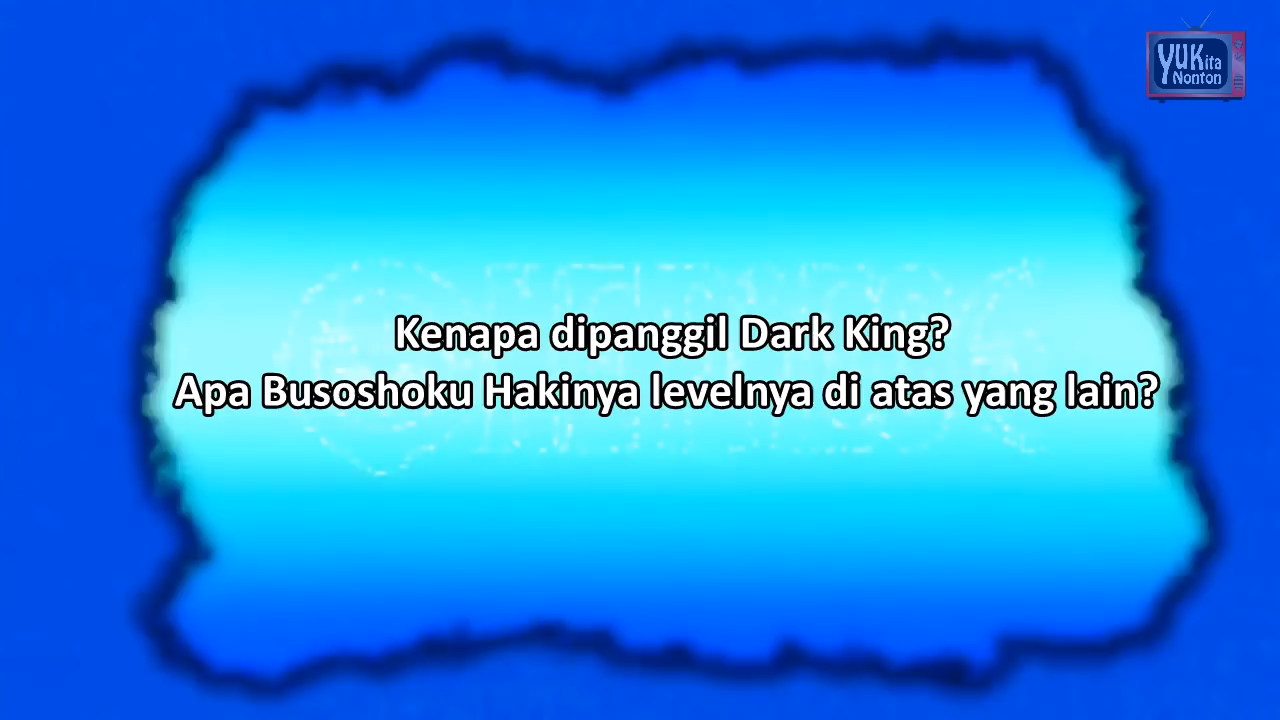 YUKita
Nonton
Kenapa dipanggil Dark King?
Apa Busoshoku Hakinya levelnya di atas yang lain?